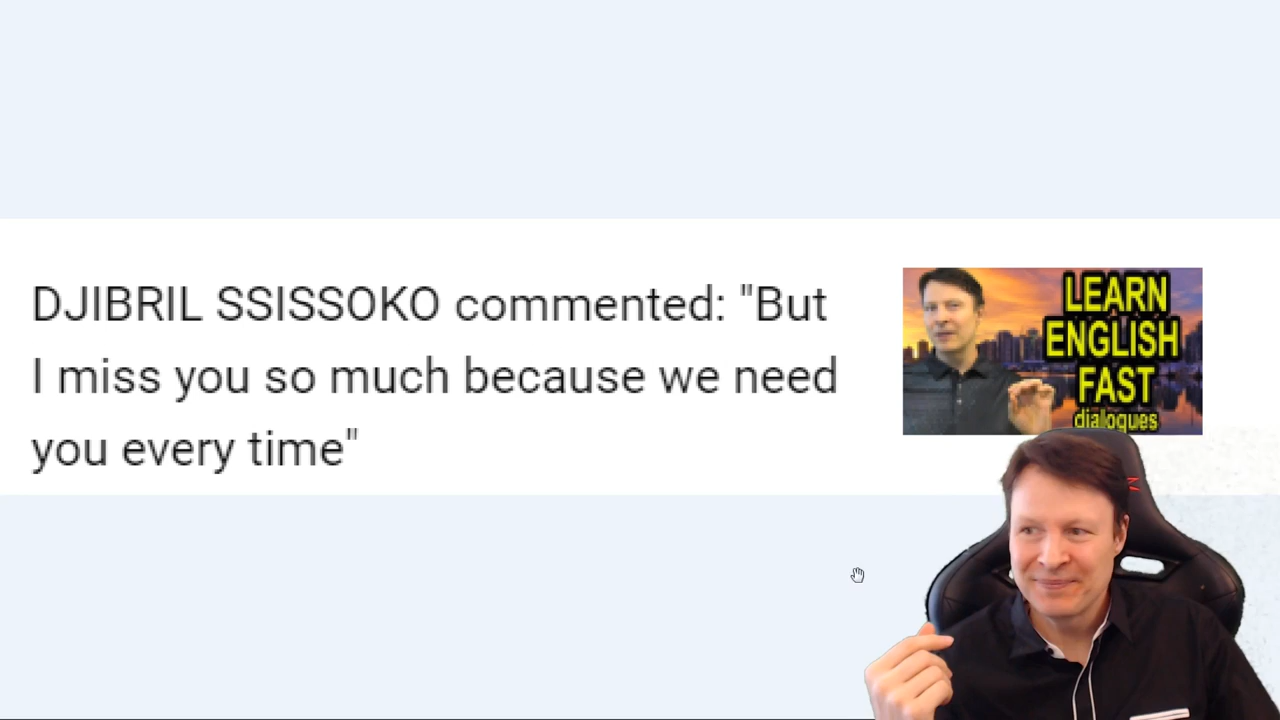 DJIBRIL SSISSOKO commented: "But
I miss you so much because we need
you every time"
LEARN
ENGLISH
FAST
dialogues